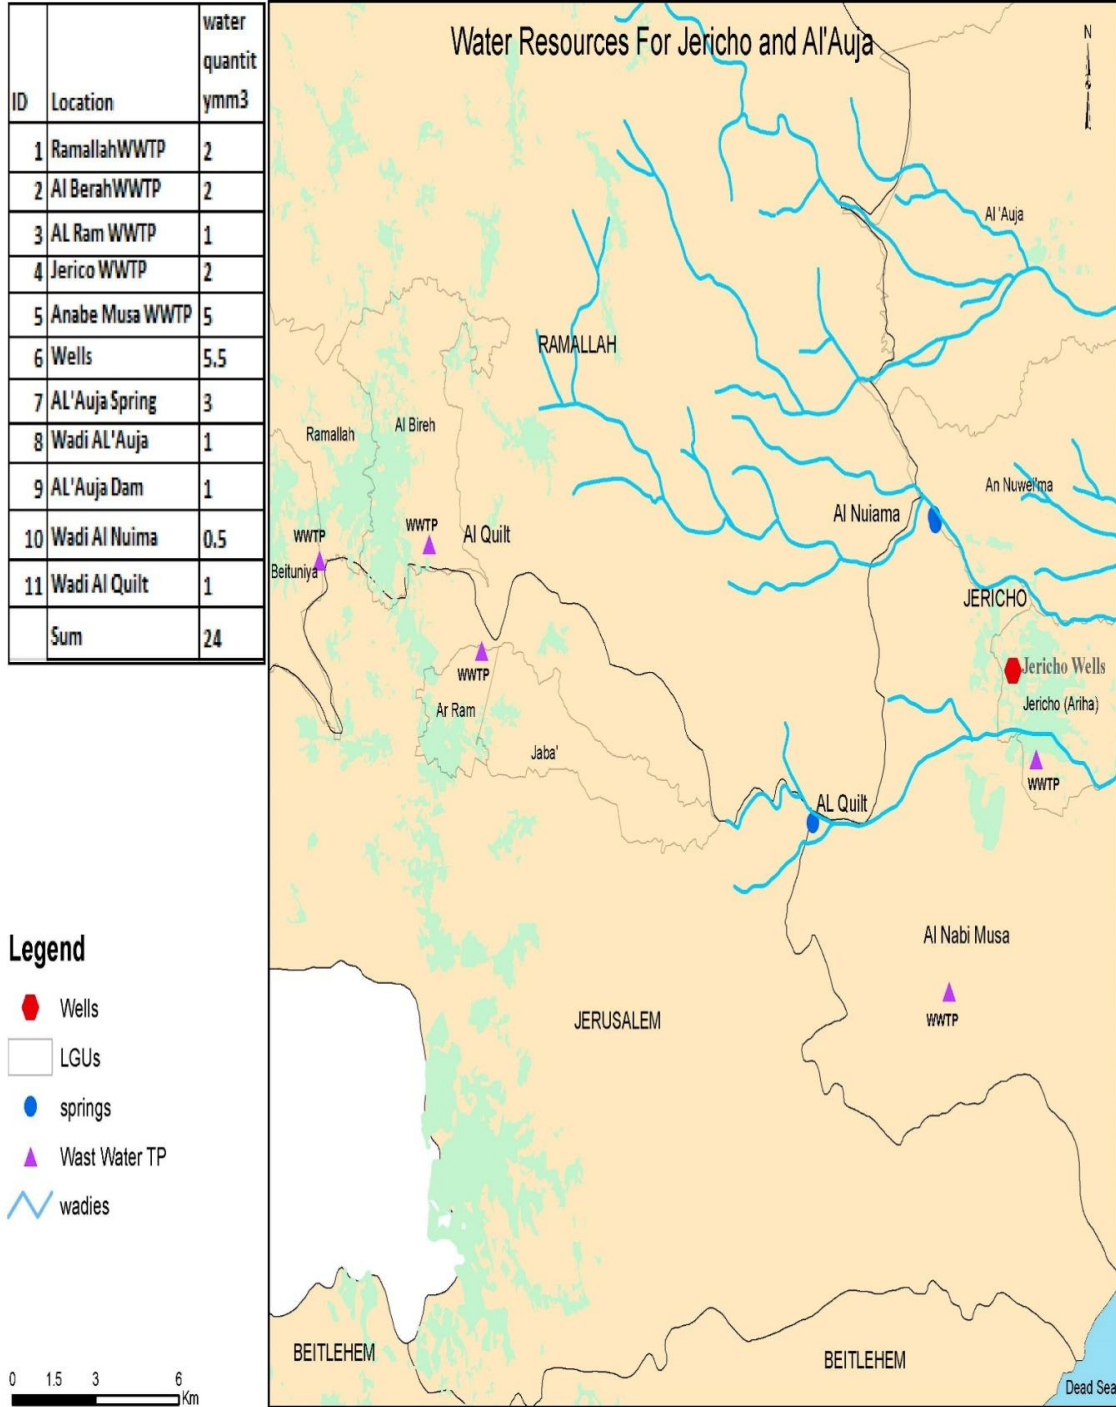 ID Location water quantit ymm3
1 RamallahWWTP 2
2 Al BerahWWTP 2
3 AL Ram WWTP 1
4 Jerico WWTP 2
5 Anabe Musa WWTP 5
6 Wells 5.5
7 AL'Auja Spring 3
8 Wadi AL'Auja 1
9 AL'Auja Dam 1
10 Wadi Al Nuima 0.5
11 Wadi Al Quilt 1
Sum 24
Water Resources For Jericho and Al'Auja
N
Al 'Auja
RAMALLAH
Ramallah
Al Bireh
An Nuwei'ma
Al Nuiama
WWTP
WWTP
Al Quilt
Beituniya
JERICHO
Jericho Wells
WWTP
Jericho (Ariha)
Ar Ram
Jaba'
WWTP
AL Quilt
Al Nabi Musa
WWTP
JERUSALEM
BEITLEHEM
BEITLEHEM
Dead Sea
Legend
Wells
LGUs
springs
Wast Water TP
wadies
0 1.5 3 6
Km